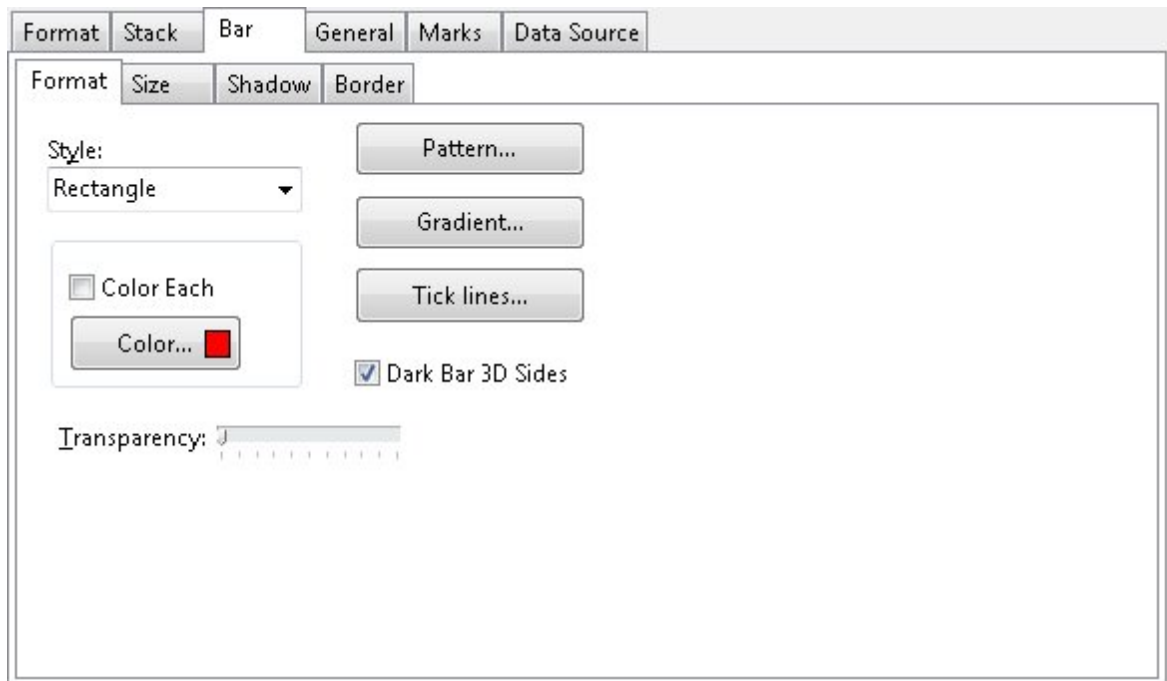 Format Stack Bar General Marks Data Source
Format Size Shadow Border
Style:
Rectangle
Pattern...
Gradient...
Color Each
Color...
Tick lines...
Dark Bar 3D Sides
Transparency: